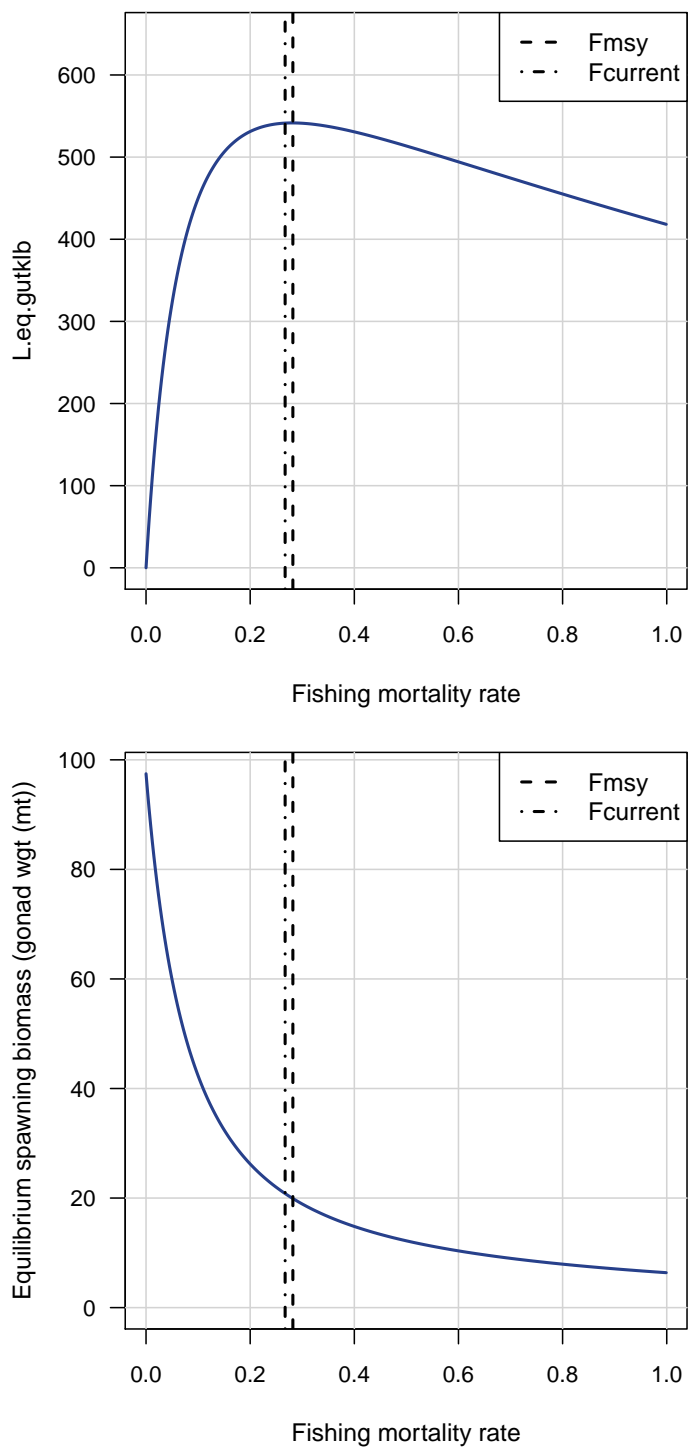 Fmsy
Fcurrent
600
500
400
300
200
100
0
L.eq.gutklb
0.0 0.2 0.4 0.6 0.8 1.0
Fishing mortality rate
Fmsy
Fcurrent
100
80
60
40
20
0
Equilibrium spawning biomass (gonad wgt (mt))
0.0 0.2 0.4 0.6 0.8 1.0
Fishing mortality rate